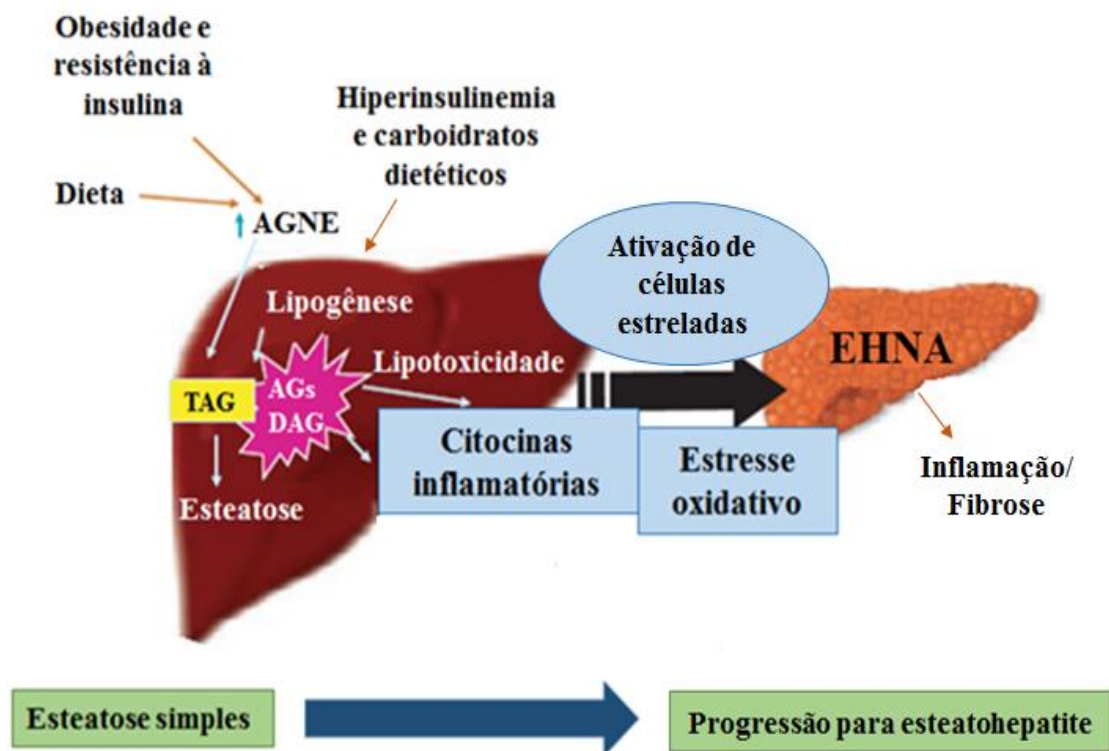 Obesidade e
resistência à
insulina
Hiperinsulinemia
e carboidratos
dietéticos
Dieta
AGNE
Ativação de
células
estreladas
Lipogênese
EHNA
Lipotoxicidade
TAG
AGs
DAG
Citocinas
inflamatórias
Estresse
oxidativo
Inflamação/
Fibrose
Esteatose
Esteatose simples
Progressão para esteatohepatite